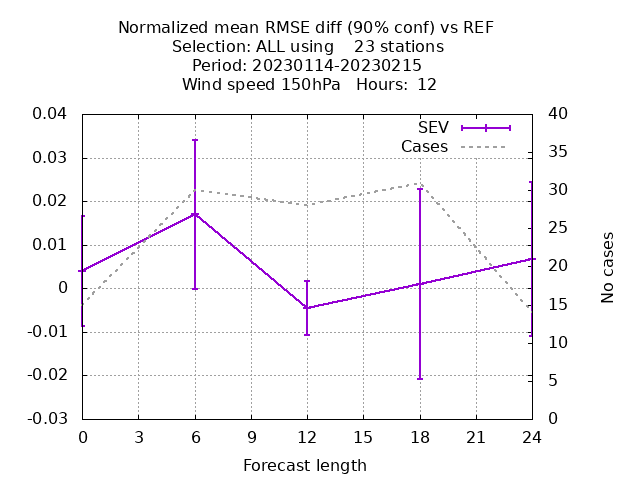 Normalized mean RMSE diff (90% conf) vs REF
Selection: ALL using    23 stations
Period: 20230114-20230215
Wind speed 150hPa   Hours:  12
SEV
Cases
0.04
0.03
0.02
0.01
0
-0.01
-0.02
-0.03
40
35
30
25
20
15
10
5
0
No cases
0 3 6 9 12 15 18 21 24
Forecast length